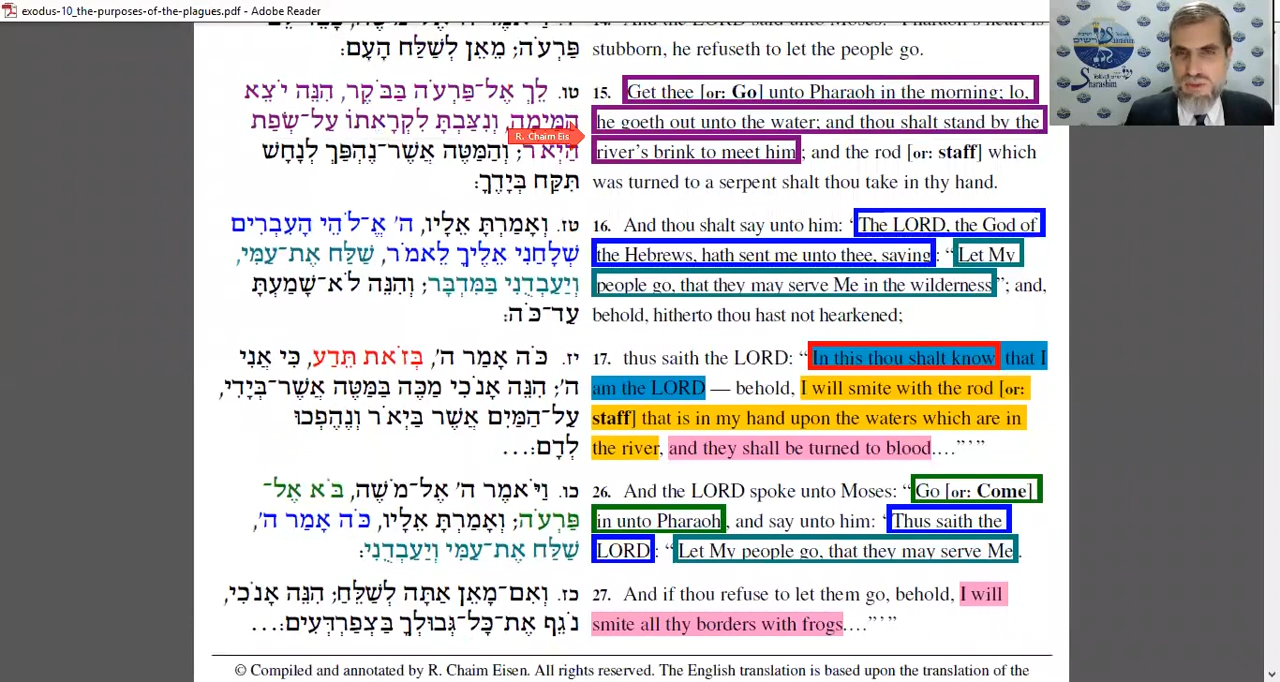 exodus-10_the-purposes-of-the-plagues.pdf - Adobe Reader
פַּרְעֹה; מֵאֵן לְשַׁלַּח הָעָם:
stubborn, he refuseth to let the people go.
טו. לֵךְ אֶל־פַּרְעֹה בַּבֹּקֶר, הִנֵּה יֹצֵא
הַמַּיְמָה, וְנִצַּבְתָּ לִקְרָאתוֹ עַל־שְׂפַת
הַיְאֹר; וְהַמַּטֶּה אֲשֶׁר־נֶהְפַּךְ לְנָחָשׁ
תִּקַּח בְּיָדֶךָ:
15. Get thee [or: Go] unto Pharaoh in the morning; lo,
he goeth out unto the water; and thou shalt stand by the
river’s brink to meet him; and the rod [or: staff] which
was turned to a serpent shalt thou take in thy hand.
R. Chaim Eis
טז. וְאָמַרְתָּ אֵלָיו, ה' אֱ־לֹהֵי הָעִבְרִים
שְׁלָחַנִי אֵלֶיךָ לֵאמֹר, שַׁלַּח אֶת־עַמִּי,
וְיַעַבְדֻנִי בַּמִּדְבָּר; וְהִנֵּה לֹא־שָׁמַעְתָּ
עַד־כֹּה:
16. And thou shalt say unto him: ‘The LORD, the God of
the Hebrews, hath sent me unto thee, saying: “Let My
people go, that they may serve Me in the wilderness”; and,
behold, hitherto thou hast not hearkened;
יז. כֹּה אָמַר ה', בְּזֹאת תֵּדַע, כִּי אֲנִי
ה'; הִנֵּה אָנֹכִי מַכֶּה בַּמַּטֶּה אֲשֶׁר־בְּיָדִי,
עַל־הַמַּיִם אֲשֶׁר בַּיְאֹר וְנֶהֶפְכוּ
לְדָם:...
17. thus saith the LORD: “In this thou shalt know that I
am the LORD — behold, I will smite with the rod [or:
staff] that is in my hand upon the waters which are in
the river, and they shall be turned to blood.…”’”
כו. וַיֹּאמֶר ה' אֶל־מֹשֶׁה, בֹּא אֶל־
פַּרְעֹה; וְאָמַרְתָּ אֵלָיו, כֹּה אָמַר ה',
שַׁלַּח אֶת־עַמִּי וְיַעַבְדֻנִי:
26. And the LORD spoke unto Moses: “Go [or: Come]
in unto Pharaoh, and say unto him: ‘Thus saith the
LORD: “Let My people go, that they may serve Me.
כז. וְאִם־מָאֵן אַתָּה לְשַׁלֵּחַ; הִנֵּה אָנֹכִי,
נֹגֵף אֶת־כָּל־גְּבוּלְךָ בַּצְפַרְדְּעִים:...
27. And if thou refuse to let them go, behold, I will
smite all thy borders with frogs.…”’”
© Compiled and annotated by R. Chaim Eisen. All rights reserved. The English translation is based upon the translation of the